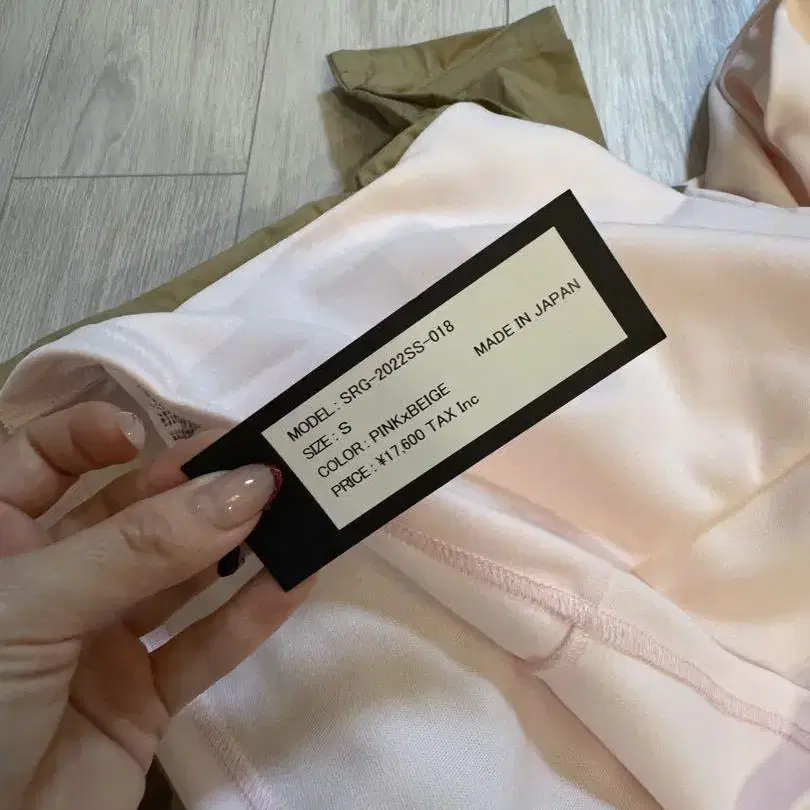 MODEL : SRG-2022SS-018
SIZE : S MADE IN JAPAN
COLOR : PINK×BEIGE
PRICE : ¥17,600 TAX Inc